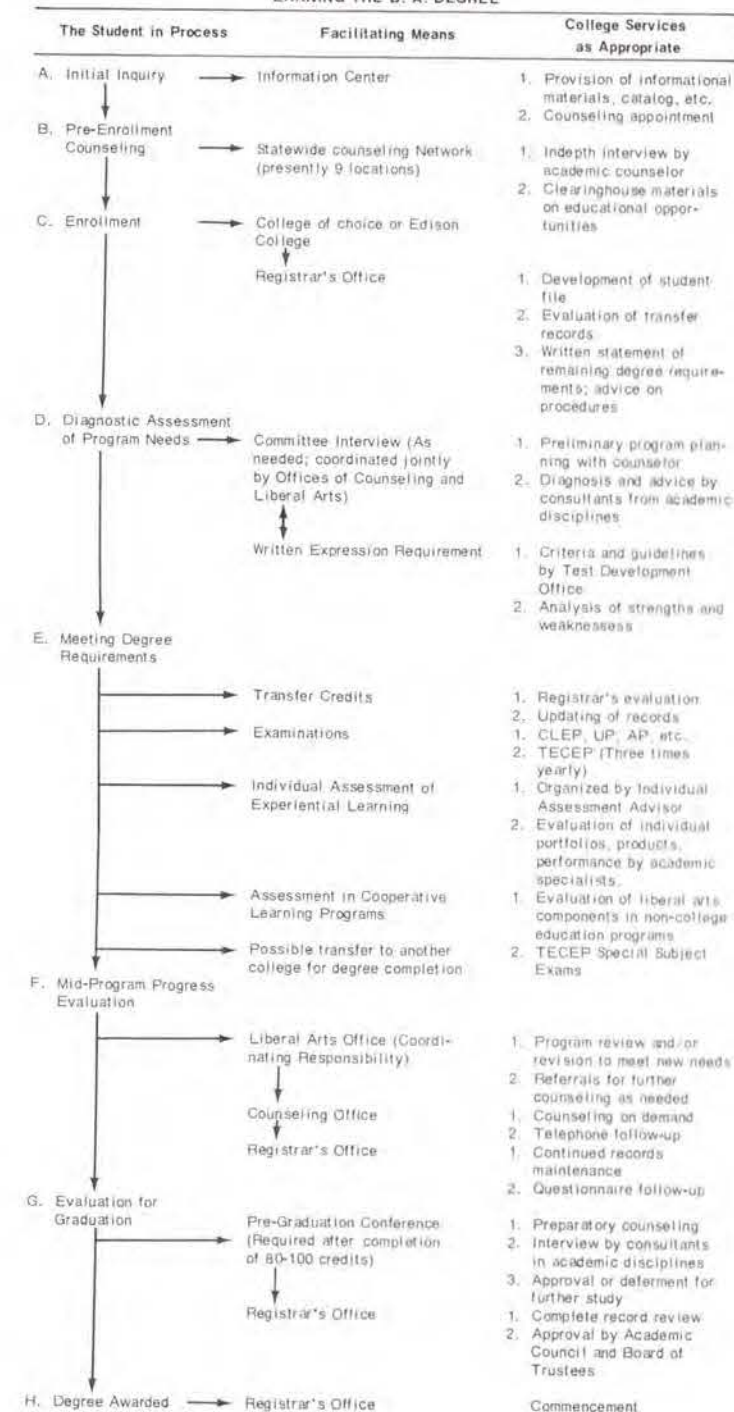 EARNING THE B. A. DEGREE
The Student in Process
Facilitating Means
College Services
as Appropriate
A. Initial Inquiry
Information Center
1. Provision of informational
materials, catalog, etc.
2. Counseling appointment
B. Pre-Enrollment
Counseling
Statewide counseling Network
(presently 9 locations)
1. Indepth interview by
academic counselor
2. Clearinghouse materials
on educational oppor-
tunities
C. Enrollment
College of choice or Edison
College
Registrar's Office
1. Development of student
file
2. Evaluation of transfer
records
3. Written statement of
remaining degree require-
ments; advice on
procedures
D. Diagnostic Assessment
of Program Needs
Committee Interview (As
needed; coordinated jointly
by Offices of Counseling and
Liberal Arts)
1. Preliminary program plan-
ning with counselor
2. Diagnosis and advice by
consultants from academic
disciplines
Written Expression Requirement
1. Criteria and guidelines
by Test Development
Office
2. Analysis of strengths and
weaknessess
E. Meeting Degree
Requirements
Transfer Credits
1. Registrar's evaluation
2. Updating of records
Examinations
1. CLEP, UP, AP, etc.
2. TECEP (Three times
yearly)
Individual Assessment of
Experiential Learning
1. Organized by Individual
Assessment Advisor
2. Evaluation of individual
portfolios, products,
performance by academic
specialists.
Assessment in Cooperative
Learning Programs
1. Evaluation of liberal arts
components in non-college
education programs
Possible transfer to another
college for degree completion
2. TECEP Special Subject
Exams
F. Mid-Program Progress
Evaluation
Liberal Arts Office (Coordi-
nating Responsibility)
1. Program review and/or
revision to meet new needs
2. Referrals for further
counseling as needed
Counseling Office
1. Counseling on demand
2. Telephone follow-up
Registrar's Office
1. Continued records
maintenance
2. Questionnaire follow-up
G. Evaluation for
Graduation
Pre-Graduation Conference
(Required after completion
of 80-100 credits)
1. Preparatory counseling
2. Interview by consultants
in academic disciplines
3. Approval or deferment for
further study
Registrar's Office
1. Complete record review
2. Approval by Academic
Council and Board of
Trustees
H. Degree Awarded
Registrar's Office
Commencement